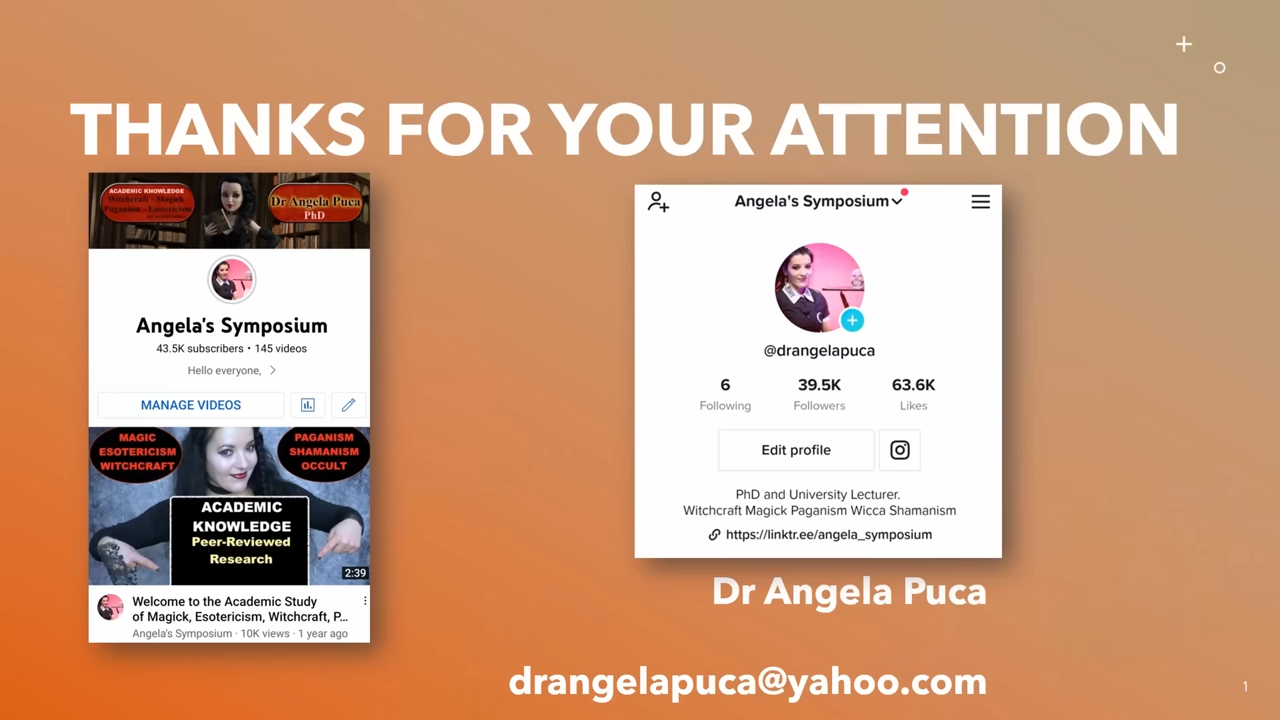 THANKS FOR YOUR ATTENTION
ACADEMIC KNOWLEDGE
Witchcraft - Magick
Paganism - Esotericism
Dr Angela Puca
PhD
Angela's Symposium
43.5K subscribers • 145 videos
Hello everyone,
MANAGE VIDEOS
MAGIC
ESOTERICISM
WITCHCRAFT
PAGANISM
SHAMANISM
OCCULT
ACADEMIC
KNOWLEDGE
Peer-Reviewed
Research
2:39
Welcome to the Academic Study
of Magick, Esotericism, Witchcraft, P...
Angela's Symposium · 10K views · 1 year ago
Angela's Symposium
@drangelapuca
6 39.5K 63.6K
Following Followers Likes
Edit profile
PhD and University Lecturer.
Witchcraft Magick Paganism Wicca Shamanism
https://linktr.ee/angela_symposium
Dr Angela Puca
drangelapuca@yahoo.com
1